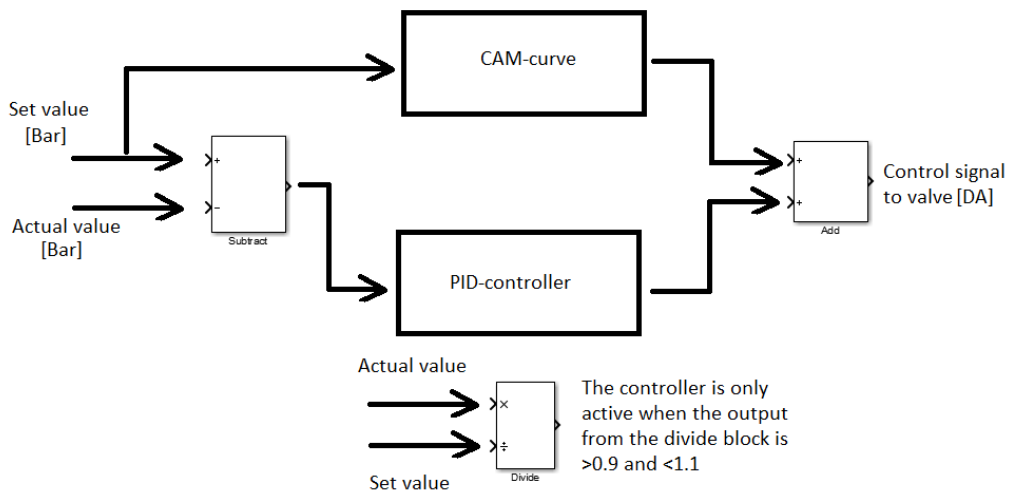 CAM-curve
Set value
[Bar]
+
−
Subtract
Actual value
[Bar]
PID-controller
+
+
Add
Control signal
to valve [DA]
Actual value
×
÷
Divide
Set value
The controller is only
active when the output
from the divide block is
>0.9 and <1.1